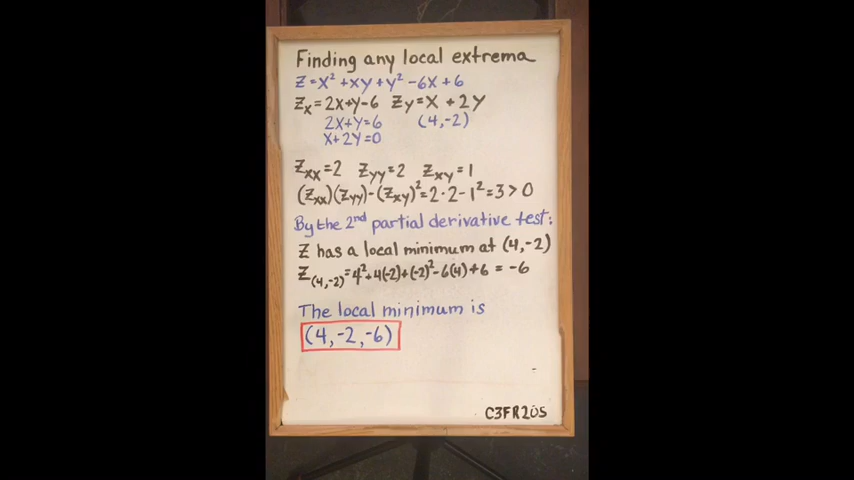 Finding any local extrema
Z = X² + XY + Y² - 6X + 6
Zx = 2X + Y - 6 Zy = X + 2Y
2X + Y = 6 (4, -2)
X + 2Y = 0
Zxx = 2 Zyy = 2 Zxy = 1
(Zxx)(Zyy) - (Zxy)² = 2·2 - 1² = 3 > 0
By the 2nd partial derivative test:
Z has a local minimum at (4, -2)
Z(4,-2) = 4² + 4(-2) + (-2)² - 6(4) + 6 = -6
The local minimum is
(4, -2, -6)
C3FR205